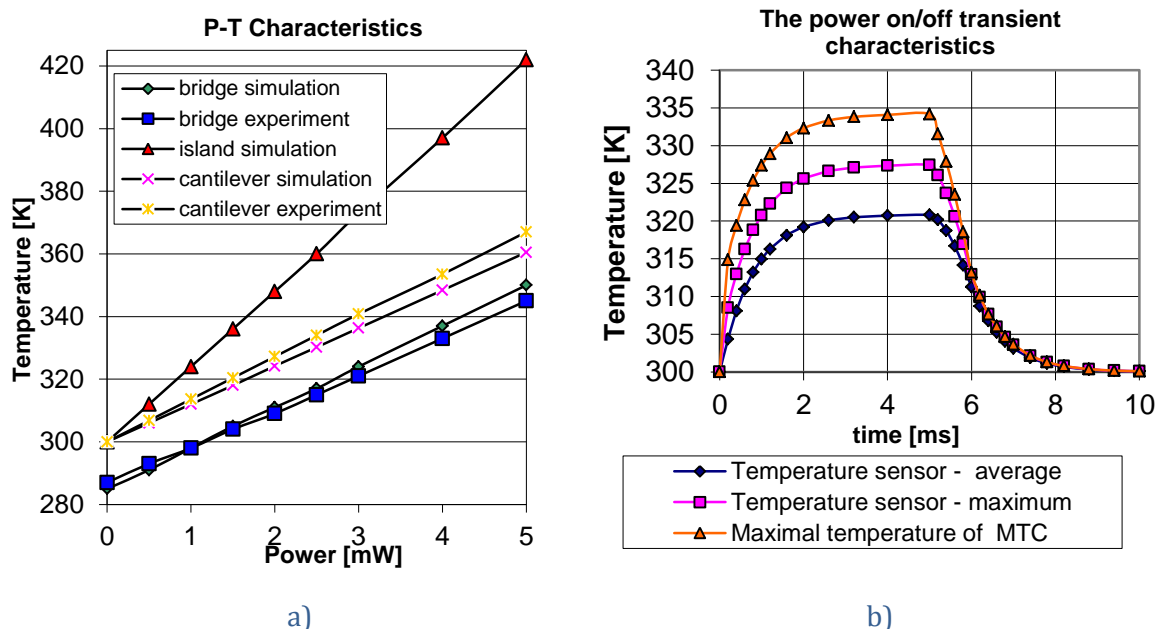 P-T Characteristics
420
400
380
360
340
320
300
280
Temperature [K]
bridge simulation
bridge experiment
island simulation
cantilever simulation
cantilever experiment
0 1 2 3 4 5
Power [mW]
a)
The power on/off transient
characteristics
340
335
330
325
320
315
310
305
300
Temperature [K]
0 2 4 6 8 10
time [ms]
Temperature sensor - average
Temperature sensor - maximum
Maximal temperature of MTC
b)